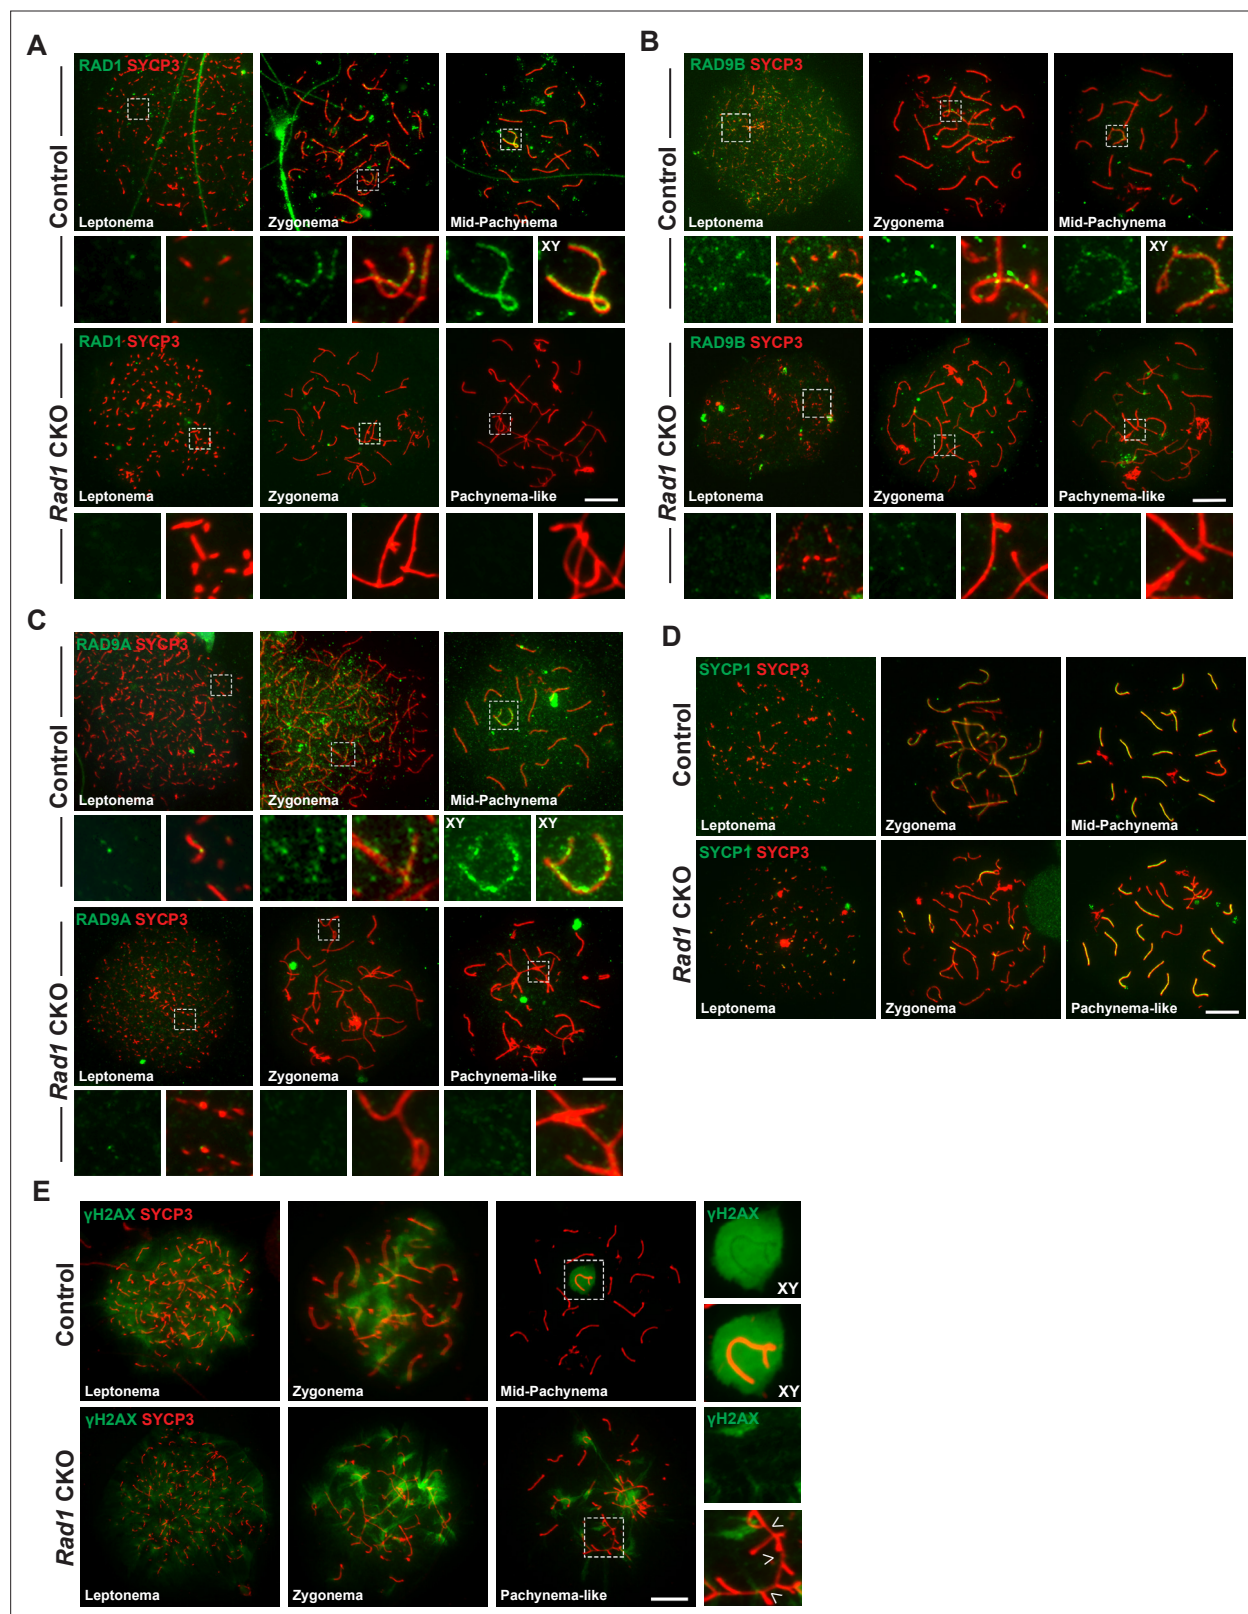 A
Control
RAD1 SYCP3
Leptonema
Zygonema
Mid-Pachynema
XY
Rad1 CKO
RAD1 SYCP3
Leptonema
Zygonema
Pachynema-like
B
Control
RAD9B SYCP3
Leptonema
Zygonema
Mid-Pachynema
XY
Rad1 CKO
RAD9B SYCP3
Leptonema
Zygonema
Pachynema-like
C
Control
RAD9A SYCP3
Leptonema
Zygonema
Mid-Pachynema
XY
XY
Rad1 CKO
RAD9A SYCP3
Leptonema
Zygonema
Pachynema-like
D
Control
SYCP1 SYCP3
Leptonema
Zygonema
Mid-Pachynema
Rad1 CKO
SYCP1 SYCP3
Leptonema
Zygonema
Pachynema-like
E
Control
γH2AX SYCP3
Leptonema
Zygonema
Mid-Pachynema
γH2AX
XY
XY
Rad1 CKO
γH2AX SYCP3
Leptonema
Zygonema
Pachynema-like
γH2AX